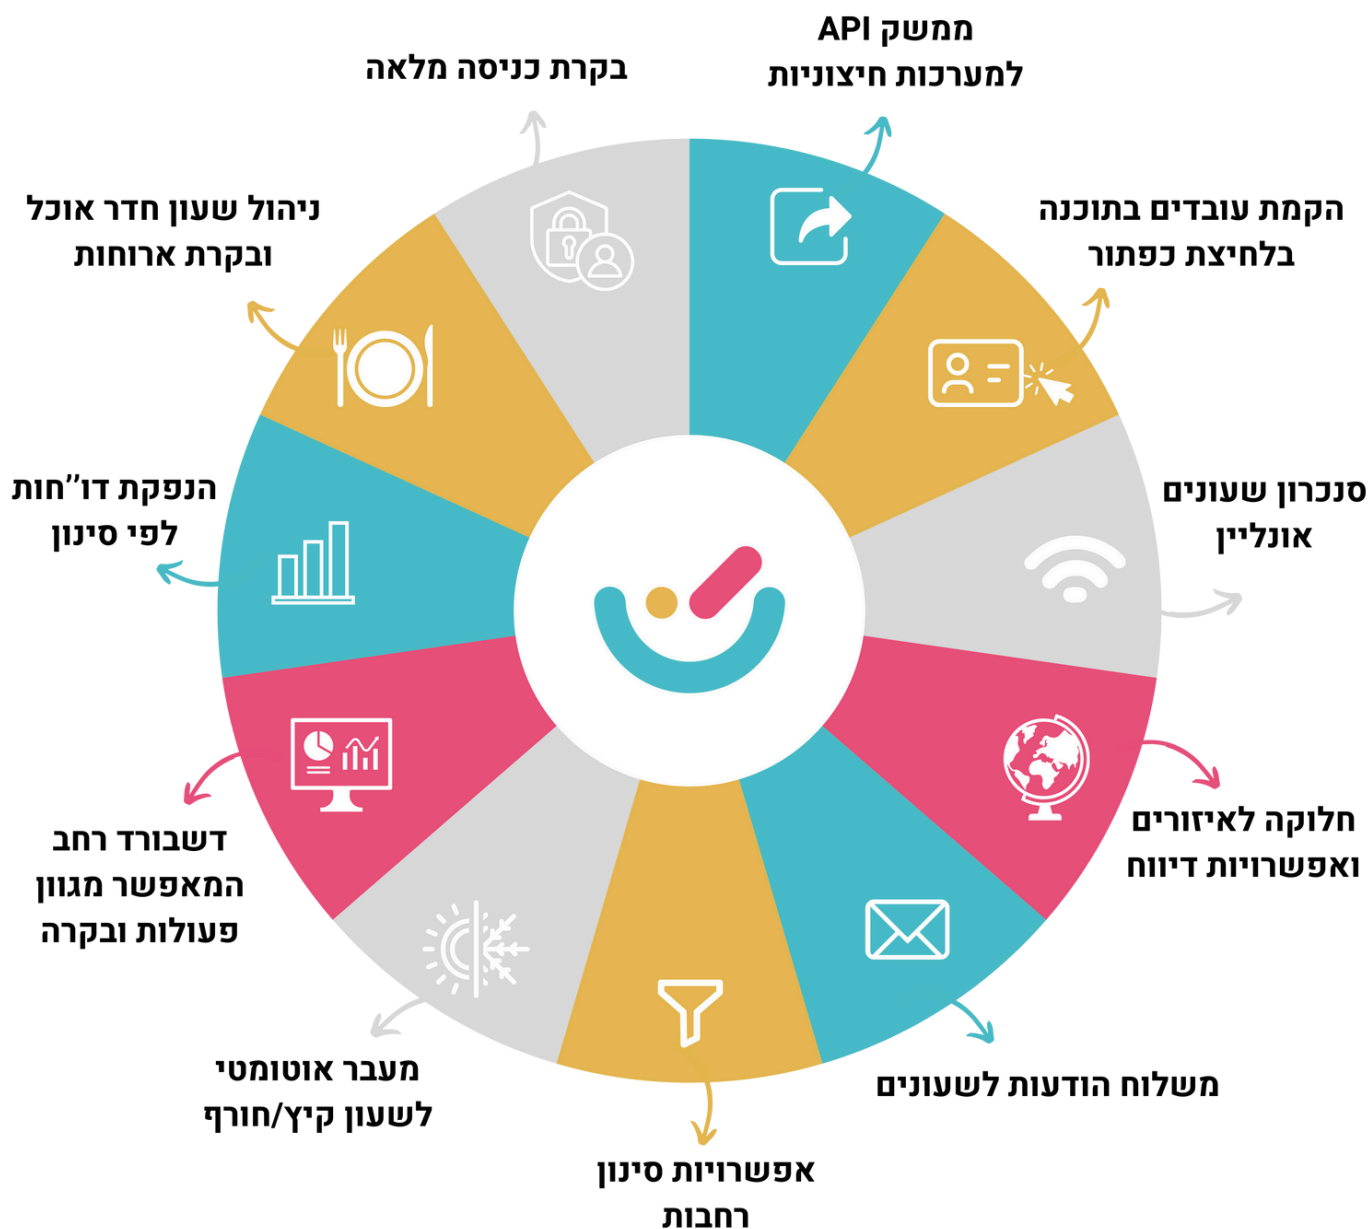 ממשק API
למערכות חיצוניות
הקמת עובדים בתוכנה
בלחיצת כפתור
סנכרון שעונים
אונליין
חלוקה לאיזורים
ואפשרויות דיווח
משלוח הודעות לשעונים
אפשרויות סינון
רחבות
מעבר אוטומטי
לשעון קיץ/חורף
דשבורד רחב
המאפשר מגוון
פעולות ובקרה
הנפקת דו"חות
לפי סינון
ניהול שעון חדר אוכל
ובקרת ארוחות
בקרת כניסה מלאה